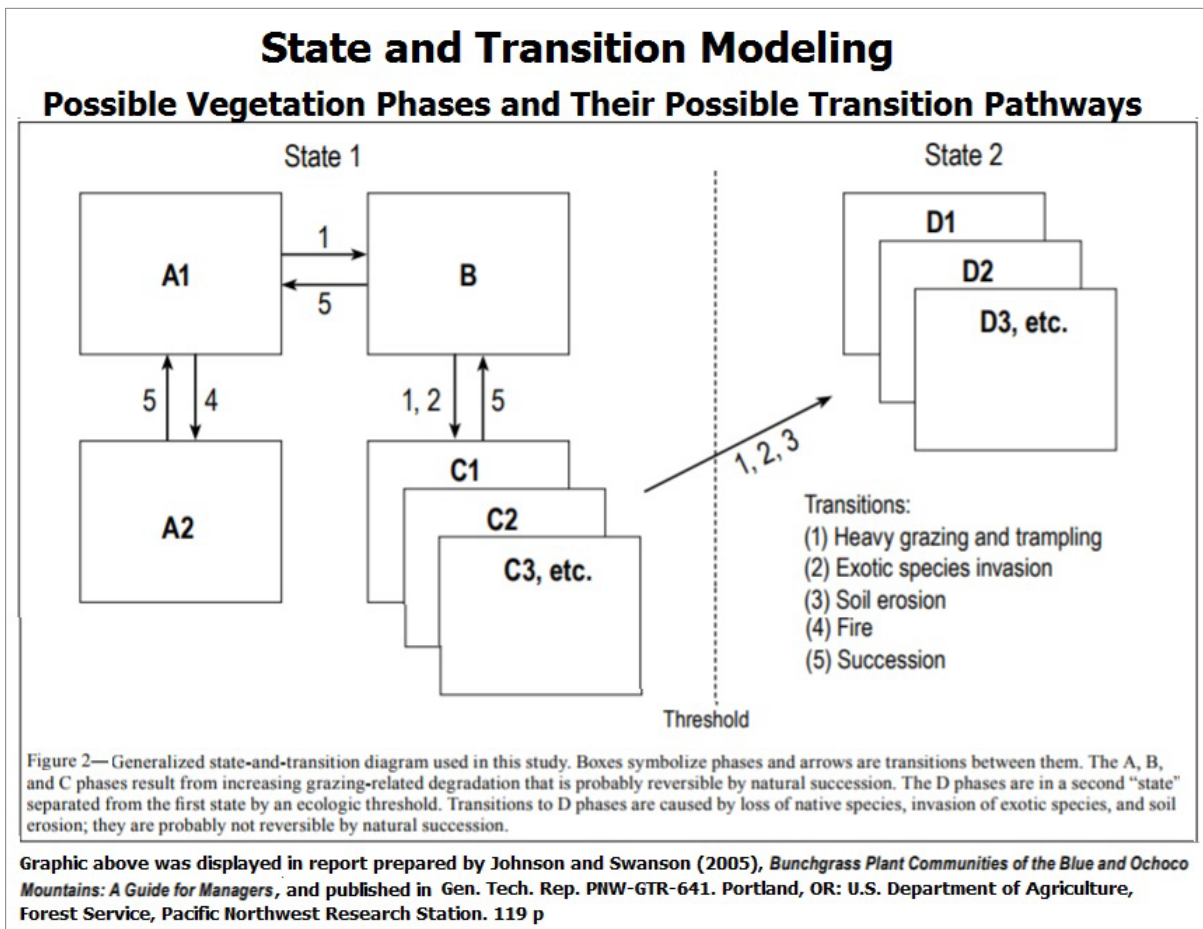 State and Transition Modeling
Possible Vegetation Phases and Their Possible Transition Pathways
State 1
State 2
A1
1
5
B
D1
D2
D3, etc.
5
4
1, 2
5
A2
C1
C2
C3, etc.
1, 2, 3
Transitions:
(1) Heavy grazing and trampling
(2) Exotic species invasion
(3) Soil erosion
(4) Fire
(5) Succession
Threshold
Figure 2— Generalized state-and-transition diagram used in this study. Boxes symbolize phases and arrows are transitions between them. The A, B,
and C phases result from increasing grazing-related degradation that is probably reversible by natural succession. The D phases are in a second “state”
separated from the first state by an ecologic threshold. Transitions to D phases are caused by loss of native species, invasion of exotic species, and soil
erosion; they are probably not reversible by natural succession.
Graphic above was displayed in report prepared by Johnson and Swanson (2005), Bunchgrass Plant Communities of the Blue and Ochoco
Mountains: A Guide for Managers, and published in Gen. Tech. Rep. PNW-GTR-641. Portland, OR: U.S. Department of Agriculture,
Forest Service, Pacific Northwest Research Station. 119 p